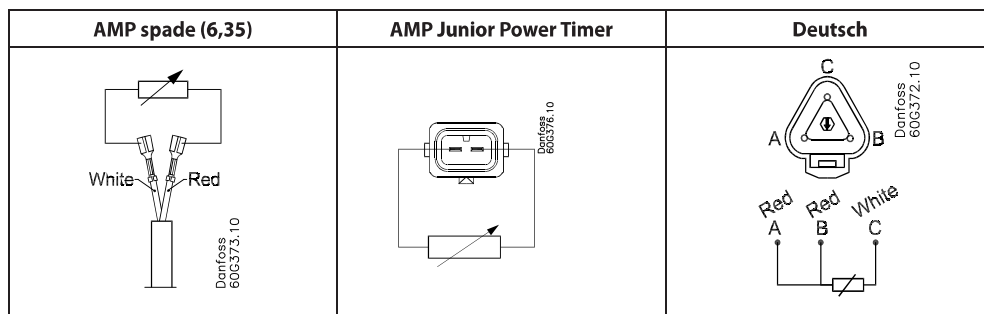 AMP spade (6,35)
AMP Junior Power Timer
Deutsch
White
Red
Danfoss
60G373.10
Danfoss
60G376.10
C
A
B
Danfoss
60G372.10
Red Red White
A B C